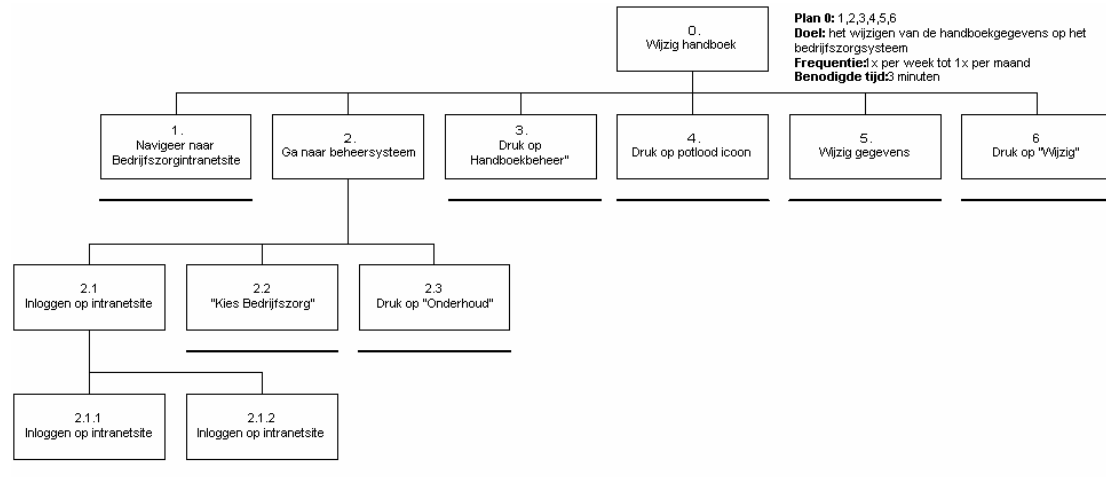 0.
Wijzig handboek
Plan 0: 1,2,3,4,5,6
Doel: het wijzigen van de handboekgegevens op het
bedrijfszorgsysteem
Frequentie:1x per week tot 1x per maand
Benodigde tijd:3 minuten
1.
Navigeer naar
Bedrijfszorgintranetsite
2.
Ga naar beheersysteem
3.
Druk op
Handboekbeheer"
4.
Druk op potlood icoon
5.
Wijzig gegevens
6
Druk op "Wijzig"
2.1
Inloggen op intranetsite
2.2
"Kies Bedrijfszorg"
2.3
Druk op "Onderhoud"
2.1.1
Inloggen op intranetsite
2.1.2
Inloggen op intranetsite